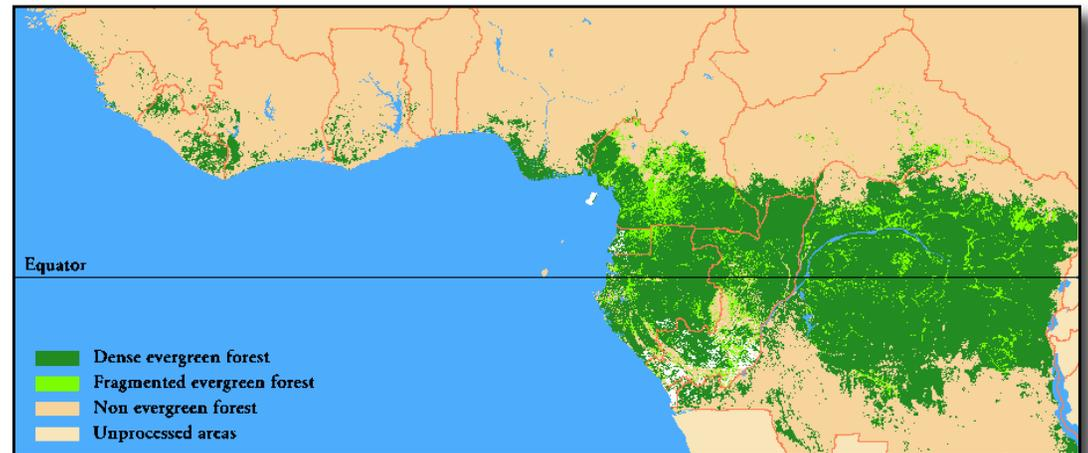 Equator
Dense evergreen forest
Fragmented evergreen forest
Non evergreen forest
Unprocessed areas